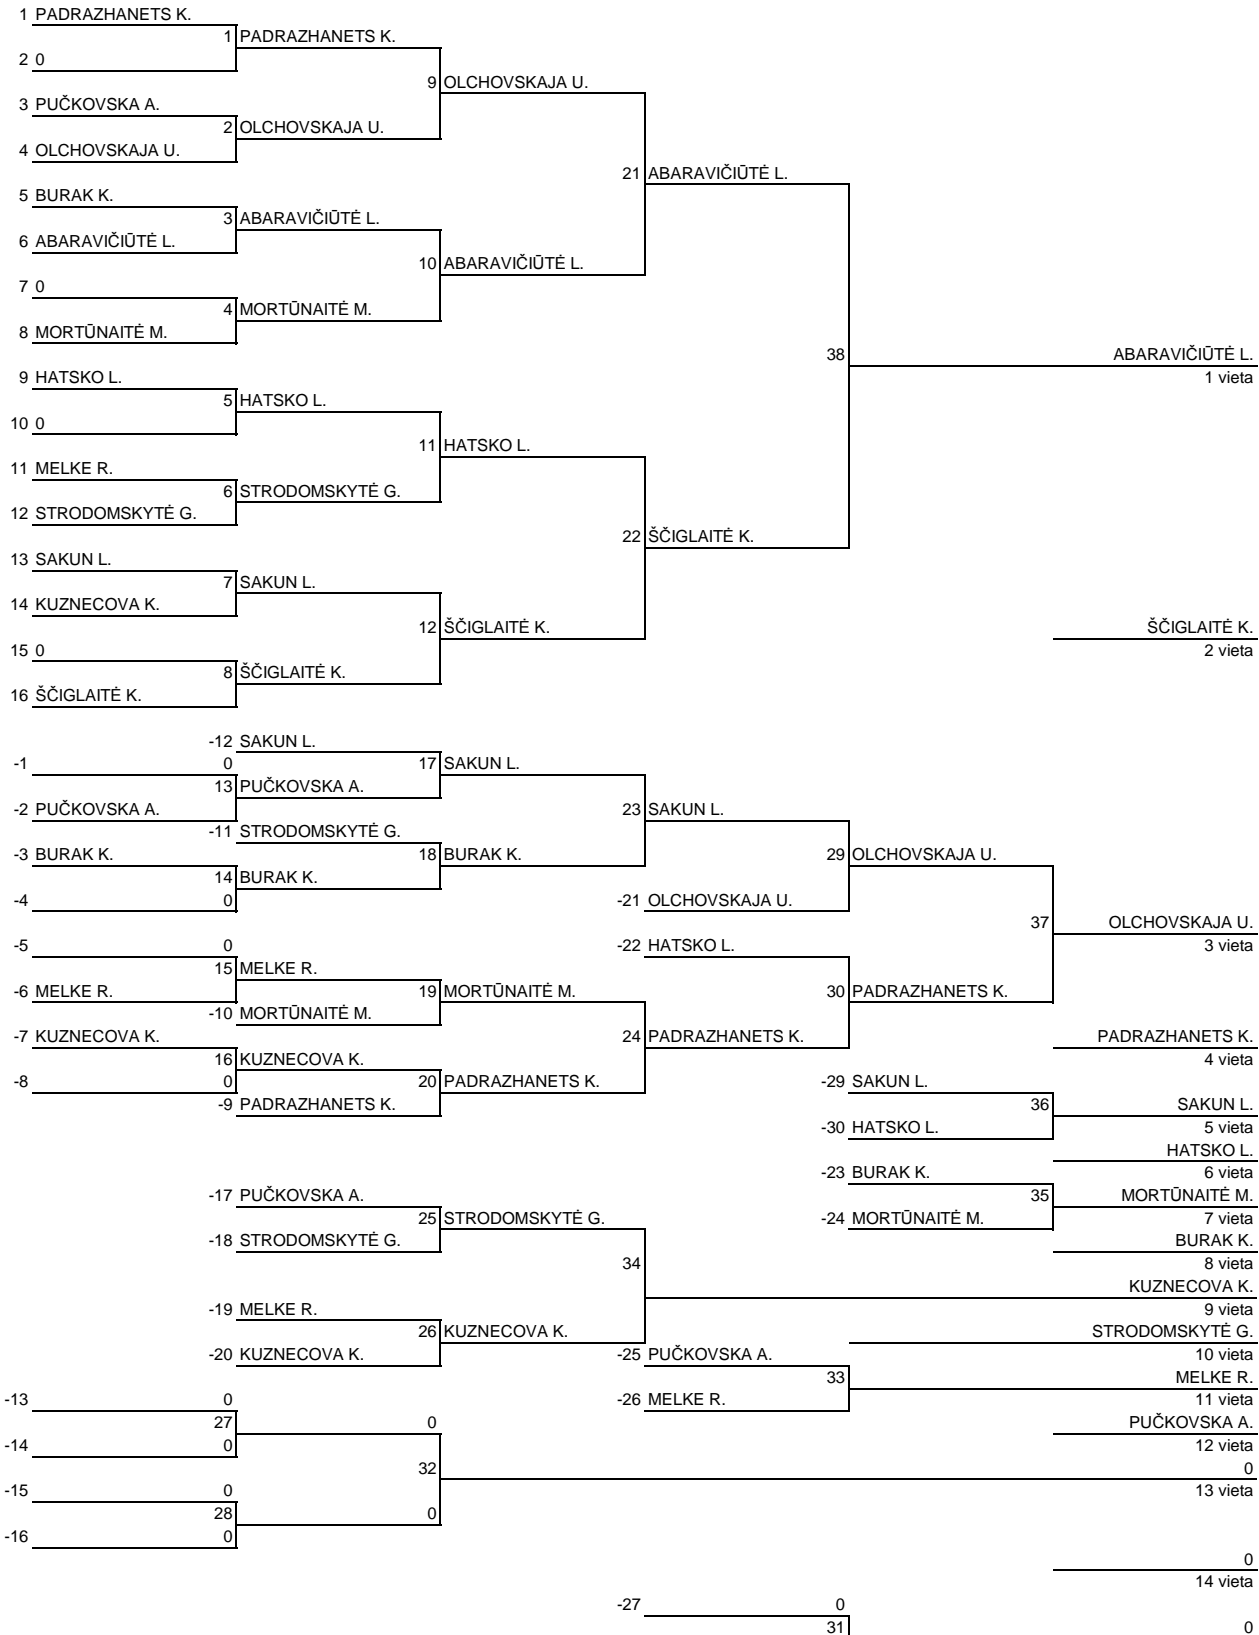 1 PADRAZHANETS K.
1 PADRAZHANETS K.
2 0
9 OLCHOVSKAJA U.
3 PUČKOVSKA A.
2 OLCHOVSKAJA U.
4 OLCHOVSKAJA U.
21 ABARAVIČIŪTĖ L.
5 BURAK K.
3 ABARAVIČIŪTĖ L.
6 ABARAVIČIŪTĖ L.
10 ABARAVIČIŪTĖ L.
7 0
4 MORTŪNAITĖ M.
8 MORTŪNAITĖ M.
38 ABARAVIČIŪTĖ L.
9 HATSKO L. 1 vieta
5 HATSKO L.
10 0
11 HATSKO L.
11 MELKE R.
6 STRODOMSKYTĖ G.
12 STRODOMSKYTĖ G.
22 ŠČIGLAITĖ K.
13 SAKUN L.
7 SAKUN L.
14 KUZNECOVA K.
12 ŠČIGLAITĖ K. ŠČIGLAITĖ K.
15 0 2 vieta
8 ŠČIGLAITĖ K.
16 ŠČIGLAITĖ K.
-12 SAKUN L.
-1 0 17 SAKUN L.
13 PUČKOVSKA A.
-2 PUČKOVSKA A. 23 SAKUN L.
-11 STRODOMSKYTĖ G.
-3 BURAK K. 18 BURAK K. 29 OLCHOVSKAJA U.
14 BURAK K.
-4 0 -21 OLCHOVSKAJA U.
37 OLCHOVSKAJA U.
-5 0 -22 HATSKO L. 3 vieta
15 MELKE R.
-6 MELKE R. 19 MORTŪNAITĖ M. 30 PADRAZHANETS K.
-10 MORTŪNAITĖ M.
-7 KUZNECOVA K. 24 PADRAZHANETS K. PADRAZHANETS K.
16 KUZNECOVA K. 4 vieta
-8 0 20 PADRAZHANETS K. -29 SAKUN L.
-9 PADRAZHANETS K. 36 SAKUN L.
-30 HATSKO L. 5 vieta
HATSKO L.
-23 BURAK K. 6 vieta
-17 PUČKOVSKA A. 35 MORTŪNAITĖ M.
25 STRODOMSKYTĖ G. -24 MORTŪNAITĖ M. 7 vieta
-18 STRODOMSKYTĖ G. BURAK K.
34 8 vieta
KUZNECOVA K.
-19 MELKE R. 9 vieta
26 KUZNECOVA K. STRODOMSKYTĖ G.
-20 KUZNECOVA K. -25 PUČKOVSKA A. 10 vieta
33 MELKE R.
-13 0 -26 MELKE R. 11 vieta
27 0 PUČKOVSKA A.
-14 0 12 vieta
32 0
-15 0 13 vieta
28 0
-16 0
0
14 vieta
-27 0
31 0